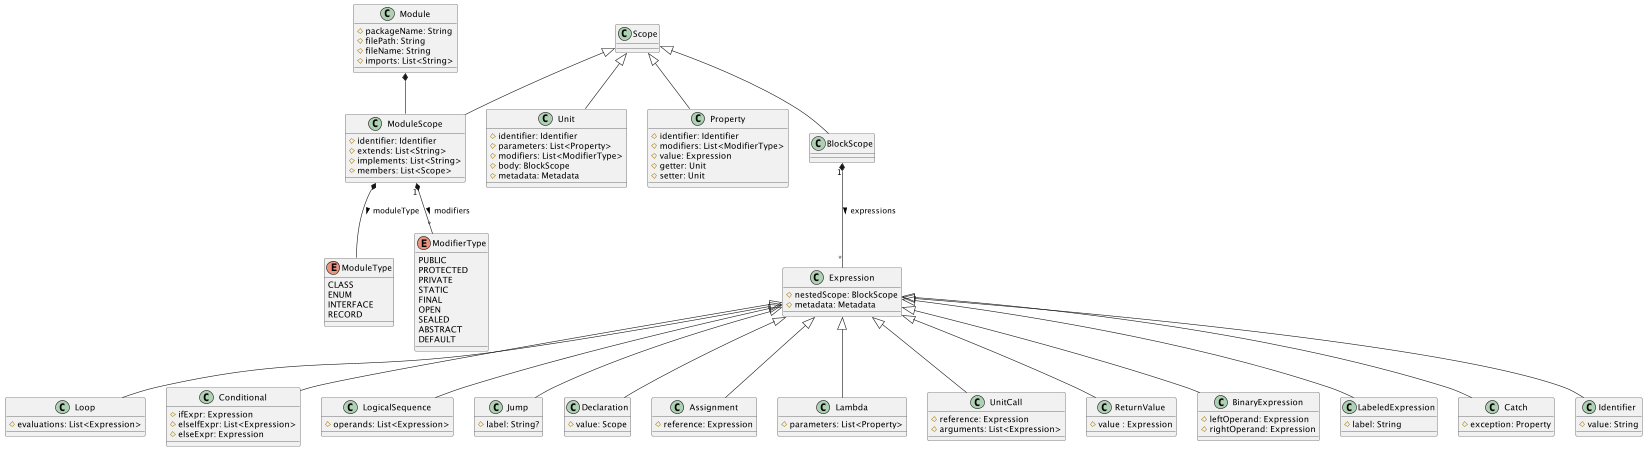 C Module
packageName: String
filePath: String
fileName: String
imports: List<String>
C Scope
C ModuleScope
identifier: Identifier
extends: List<String>
implements: List<String>
members: List<Scope>
C Unit
identifier: Identifier
parameters: List<Property>
modifiers: List<ModifierType>
body: BlockScope
metadata: Metadata
C Property
identifier: Identifier
modifiers: List<ModifierType>
value: Expression
getter: Unit
setter: Unit
C BlockScope
1
1
moduleType
modifiers
*
expressions
*
E ModuleType
CLASS
ENUM
INTERFACE
RECORD
E ModifierType
PUBLIC
PROTECTED
PRIVATE
STATIC
FINAL
OPEN
SEALED
ABSTRACT
DEFAULT
C Expression
nestedScope: BlockScope
metadata: Metadata
C Loop
evaluations: List<Expression>
C Conditional
ifExpr: Expression
elseIfExpr: List<Expression>
elseExpr: Expression
C LogicalSequence
operands: List<Expression>
C Jump
label: String?
C Declaration
value: Scope
C Assignment
reference: Expression
C Lambda
parameters: List<Property>
C UnitCall
reference: Expression
arguments: List<Expression>
C ReturnValue
value : Expression
C BinaryExpression
leftOperand: Expression
rightOperand: Expression
C LabeledExpression
label: String
C Catch
exception: Property
C Identifier
value: String